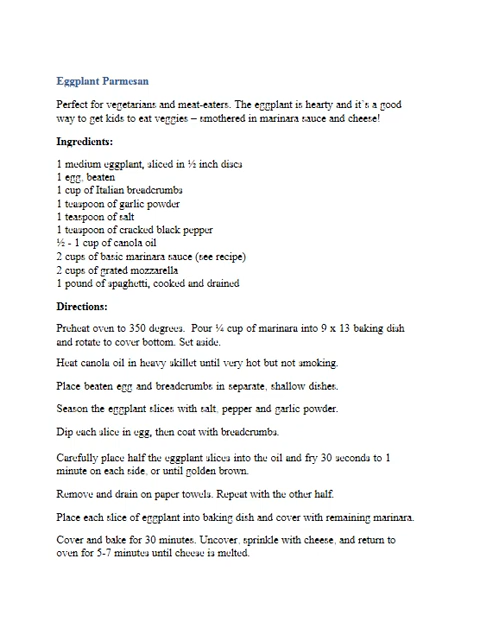 Eggplant Parmesan
Perfect for vegetarians and meat-eaters. The eggplant is hearty and it's a good
way to get kids to eat veggies – smothered in marinara sauce and cheese!
Ingredients:
1 medium eggplant, sliced in ½ inch discs
1 egg, beaten
1 cup of Italian breadcrumbs
1 teaspoon of garlic powder
1 teaspoon of salt
1 teaspoon of cracked black pepper
½ - 1 cup of canola oil
2 cups of basic marinara sauce (see recipe)
2 cups of grated mozzarella
1 pound of spaghetti, cooked and drained
Directions:
Preheat oven to 350 degrees. Pour ¼ cup of marinara into 9 x 13 baking dish
and rotate to cover bottom. Set aside.
Heat canola oil in heavy skillet until very hot but not smoking.
Place beaten egg and breadcrumbs in separate, shallow dishes.
Season the eggplant slices with salt, pepper and garlic powder.
Dip each slice in egg, then coat with breadcrumbs.
Carefully place half the eggplant slices into the oil and fry 30 seconds to 1
minute on each side, or until golden brown.
Remove and drain on paper towels. Repeat with the other half.
Place each slice of eggplant into baking dish and cover with remaining marinara.
Cover and bake for 30 minutes. Uncover, sprinkle with cheese, and return to
oven for 5-7 minutes until cheese is melted.